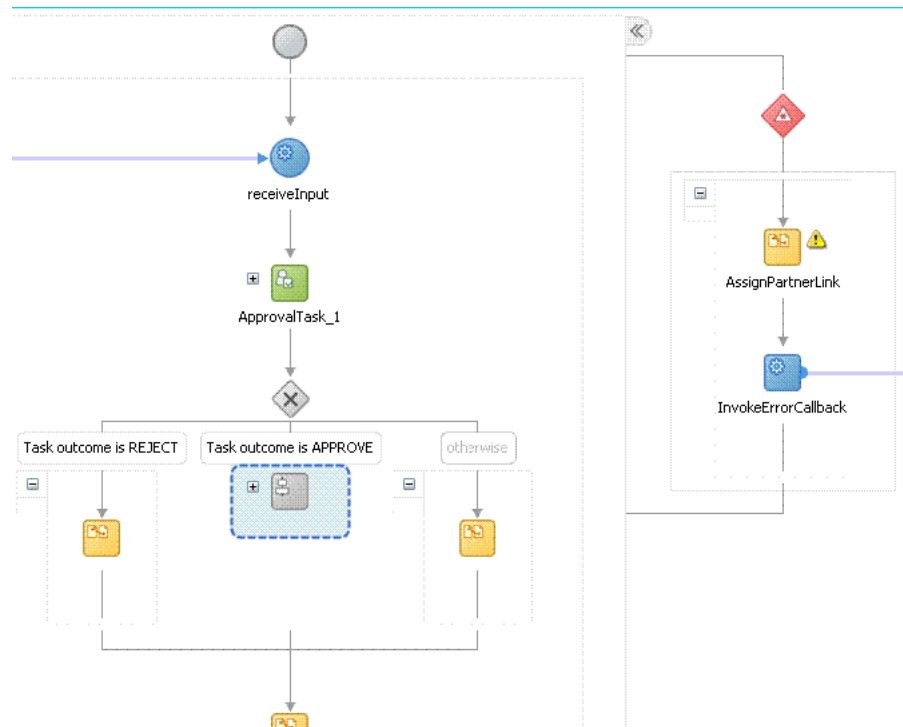 receiveInput
ApprovalTask_1
Task outcome is REJECT
Task outcome is APPROVE
otherwise
AssignPartnerLink
InvokeErrorCallback